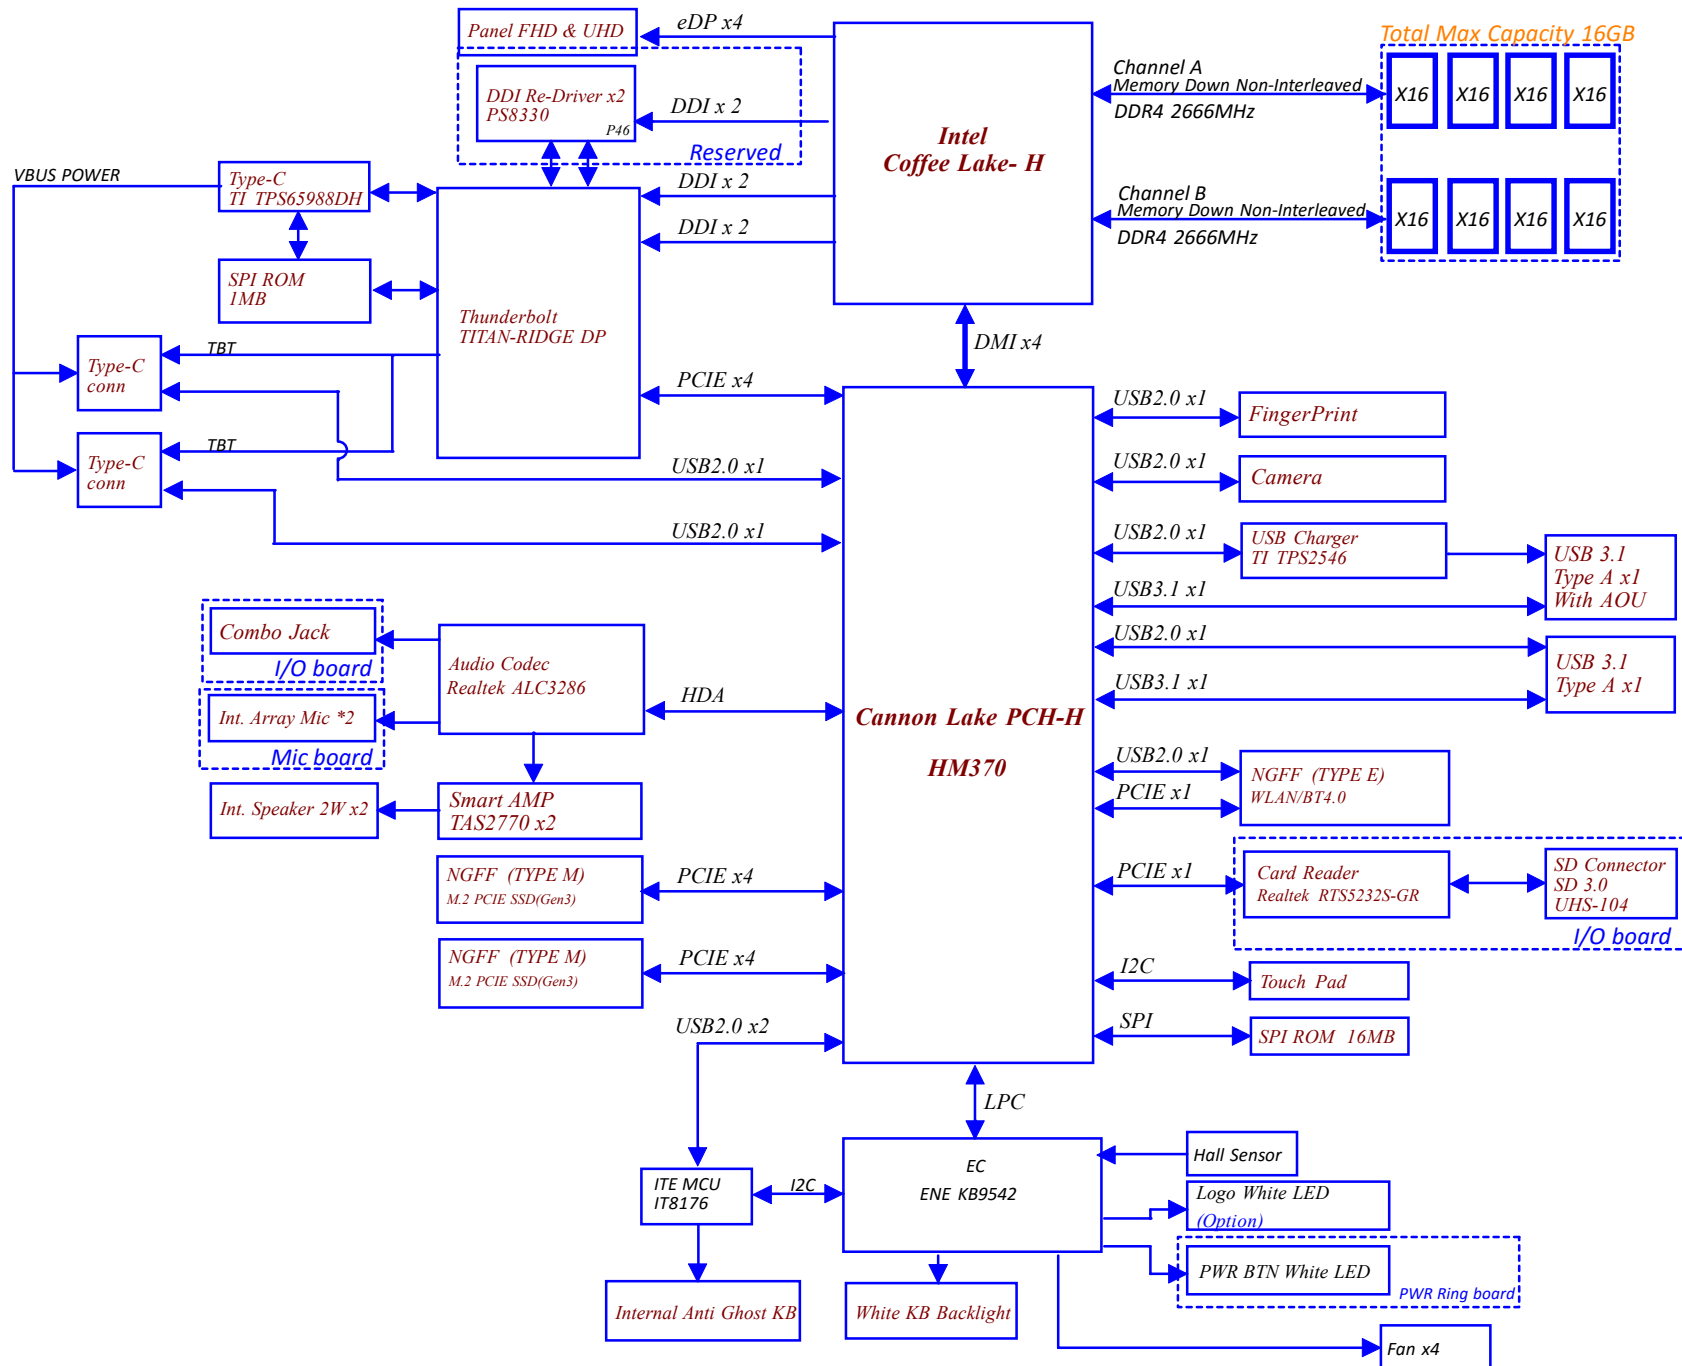 Panel FHD & UHD
eDP x4
Total Max Capacity 16GB
DDI Re-Driver x2
PS8330
P46
DDI x 2
Reserved
Intel
Coffee Lake- H
Channel A
Memory Down Non-Interleaved
DDR4 2666MHz
X16
X16
X16
X16
VBUS POWER
Type-C
TI TPS65988DH
DDI x 2
DDI x 2
Channel B
Memory Down Non-Interleaved
DDR4 2666MHz
X16
X16
X16
X16
SPI ROM
1MB
Thunderbolt
TITAN-RIDGE DP
DMI x4
TBT
Type-C
conn
PCIE x4
TBT
Type-C
conn
USB2.0 x1
USB2.0 x1
USB2.0 x1
FingerPrint
USB2.0 x1
Camera
USB2.0 x1
USB Charger
TI TPS2546
USB 3.1
Type A x1
With AOU
USB3.1 x1
USB2.0 x1
USB 3.1
Type A x1
USB3.1 x1
Combo Jack
I/O board
Audio Codec
Realtek ALC3286
HDA
Int. Array Mic *2
Mic board
Cannon Lake PCH-H
HM370
Int. Speaker 2W x2
Smart AMP
TAS2770 x2
USB2.0 x1
PCIE x1
NGFF (TYPE E)
WLAN/BT4.0
NGFF (TYPE M)
M.2 PCIE SSD(Gen3)
PCIE x4
PCIE x1
Card Reader
Realtek RTS5232S-GR
SD Connector
SD 3.0
UHS-104
I/O board
NGFF (TYPE M)
M.2 PCIE SSD(Gen3)
PCIE x4
I2C
Touch Pad
USB2.0 x2
SPI
SPI ROM 16MB
LPC
ITE MCU
IT8176
I2C
EC
ENE KB9542
Hall Sensor
Logo White LED
(Option)
PWR BTN White LED
PWR Ring board
Internal Anti Ghost KB
White KB Backlight
Fan x4